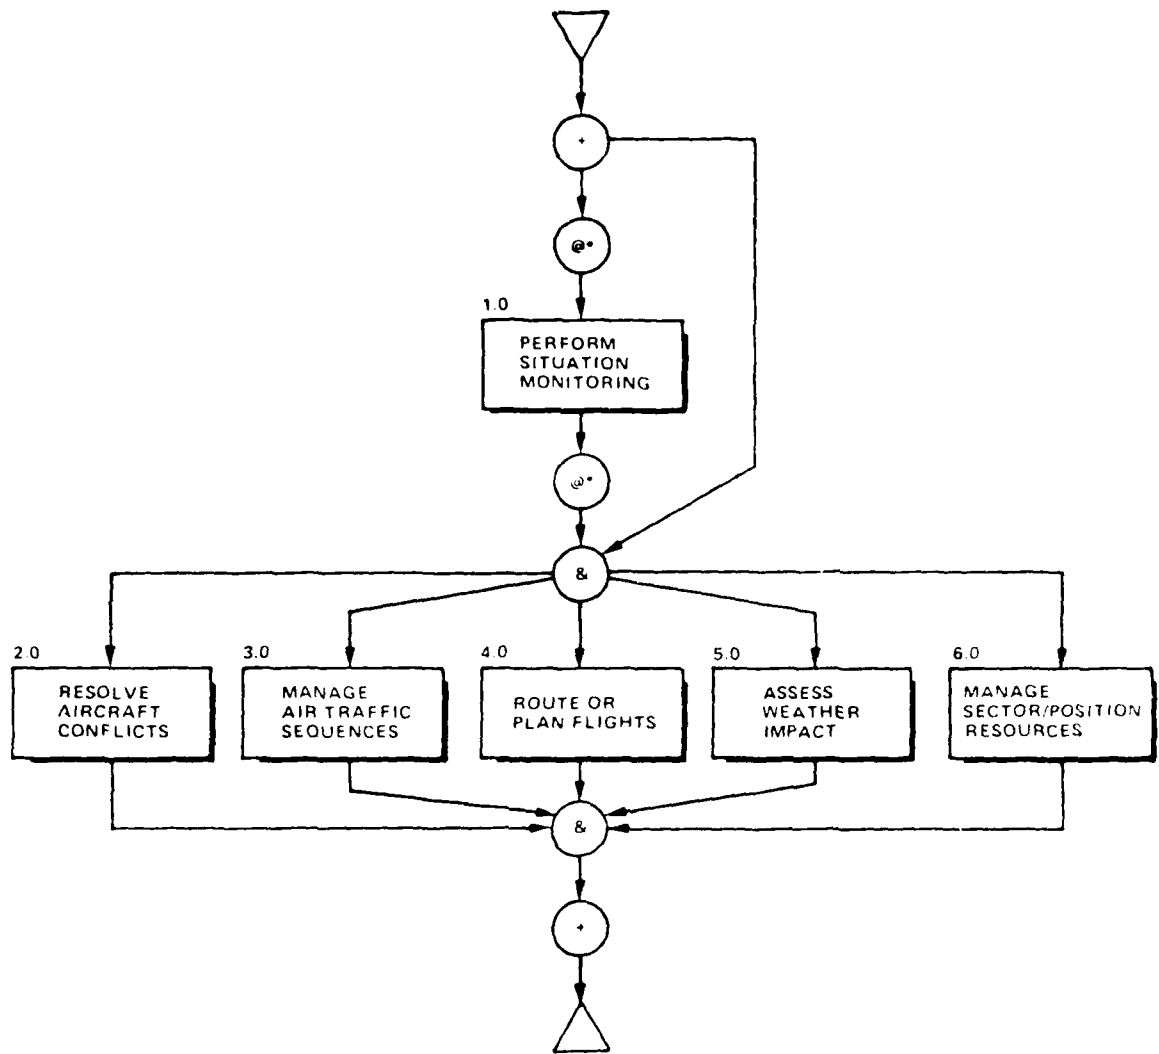 +
@*
1.0
PERFORM
SITUATION
MONITORING
@*
&
2.0
RESOLVE
AIRCRAFT
CONFLICTS
3.0
MANAGE
AIR TRAFFIC
SEQUENCES
4.0
ROUTE OR
PLAN FLIGHTS
5.0
ASSESS
WEATHER
IMPACT
6.0
MANAGE
SECTOR/POSITION
RESOURCES
&
+